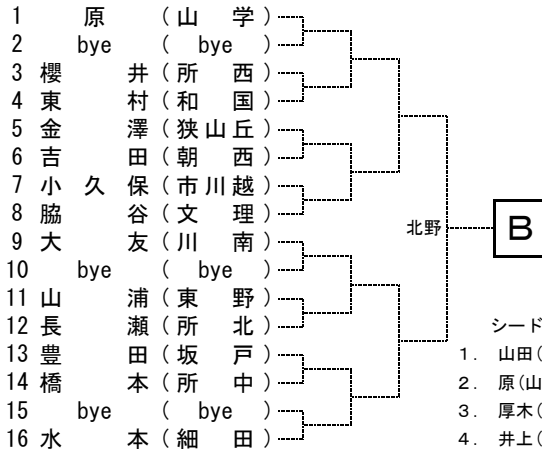 1 原 (山 学)
2 bye ( bye )
3 櫻 井 (所 西)
4 東 村 (和 国)
5 金 澤 (狭山丘)
6 吉 田 (朝 西)
7 小 久 保 (市川越)
8 脇 谷 (文 理)
9 大 友 (川 南)
10 bye ( bye )
11 山 浦 (東 野)
12 長 瀬 (所 北)
13 豊 田 (坂 戸)
14 橋 本 (所 中)
15 bye ( bye )
16 水 本 (細 田)
北野
B
シード
1. 山田(
2. 原(山
3. 厚木(
4. 井上(